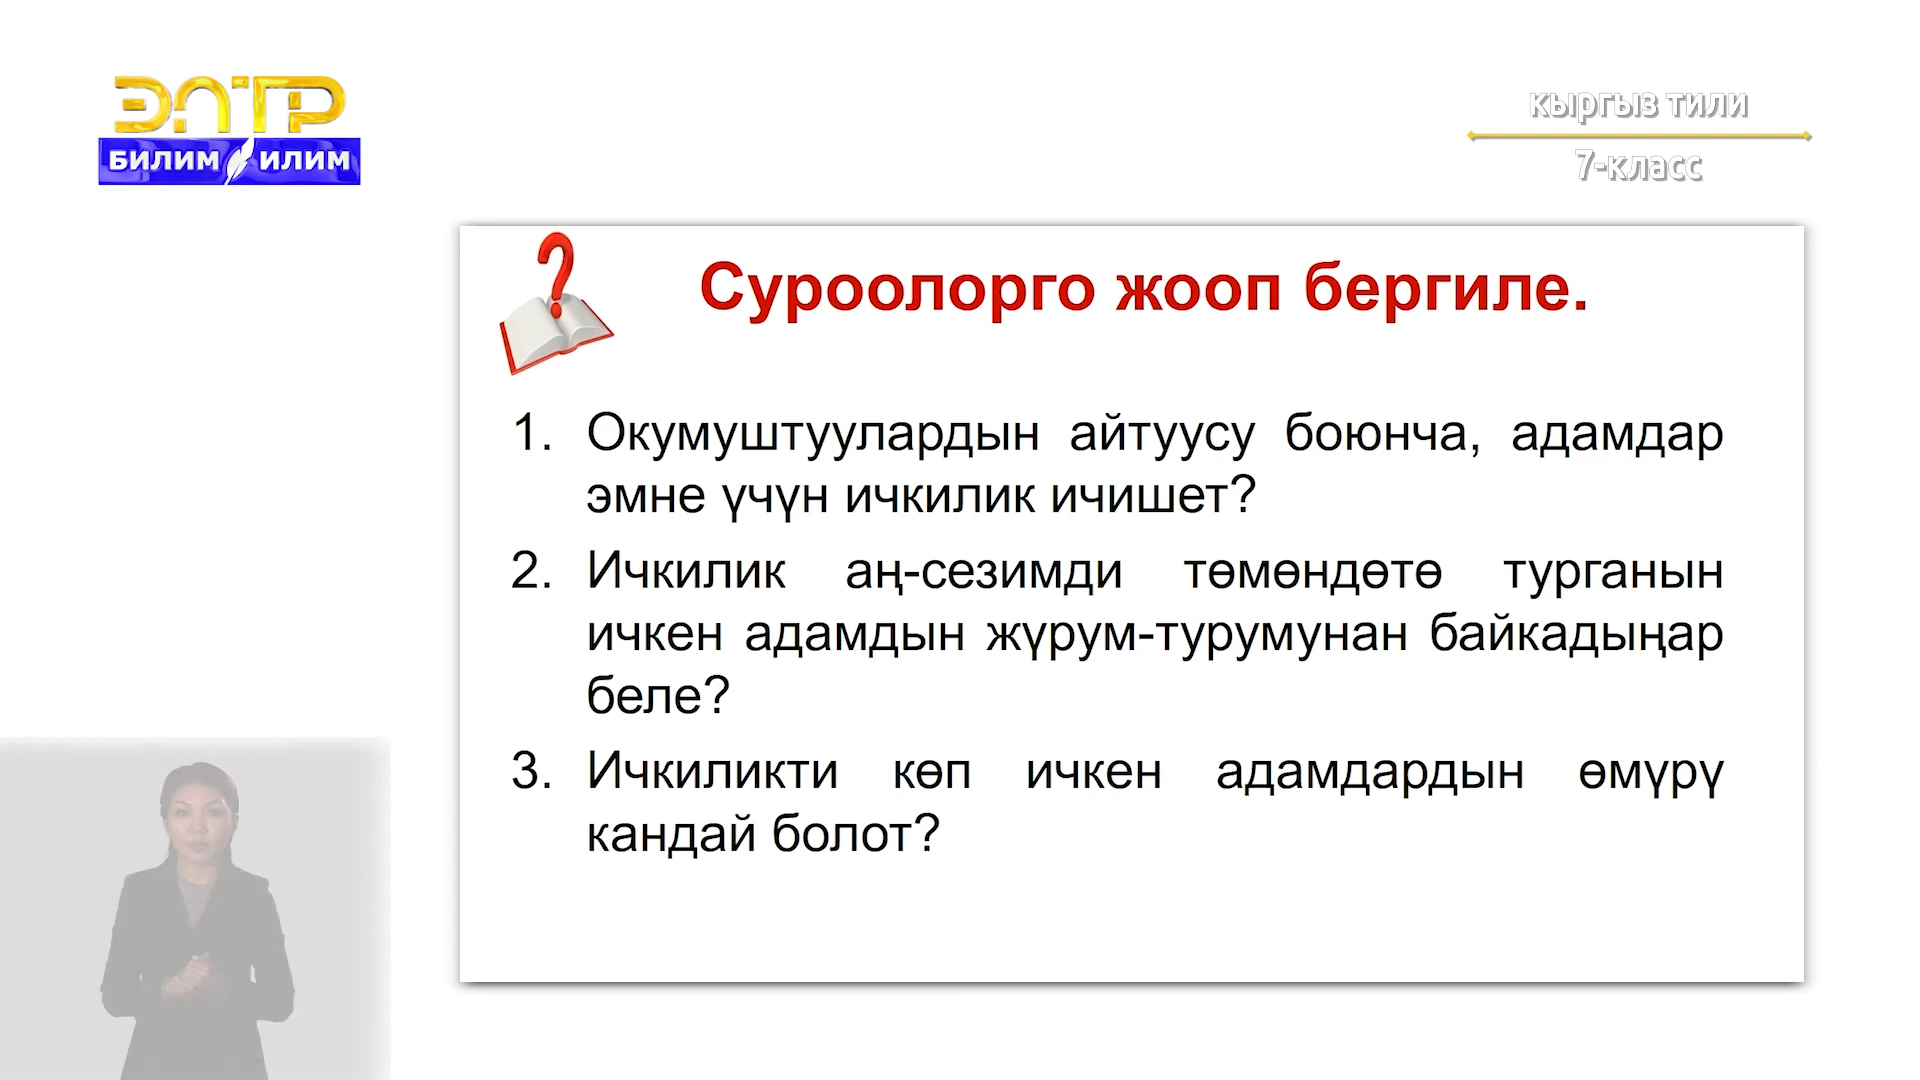 ЭЛТР
БИЛИМ ИЛИМ
кыргыз тили
7-класс
Суроолорго жооп бергиле.
1. Окумуштуулардын айтуусу боюнча, адамдар
эмне үчүн ичкилик ичишет?
2. Ичкилик аң-сезимди төмөндөтө турганын
ичкен адамдын жүрум-турумунан байкадыңар
беле?
3. Ичкиликти көп ичкен адамдардын өмүрү
кандай болот?